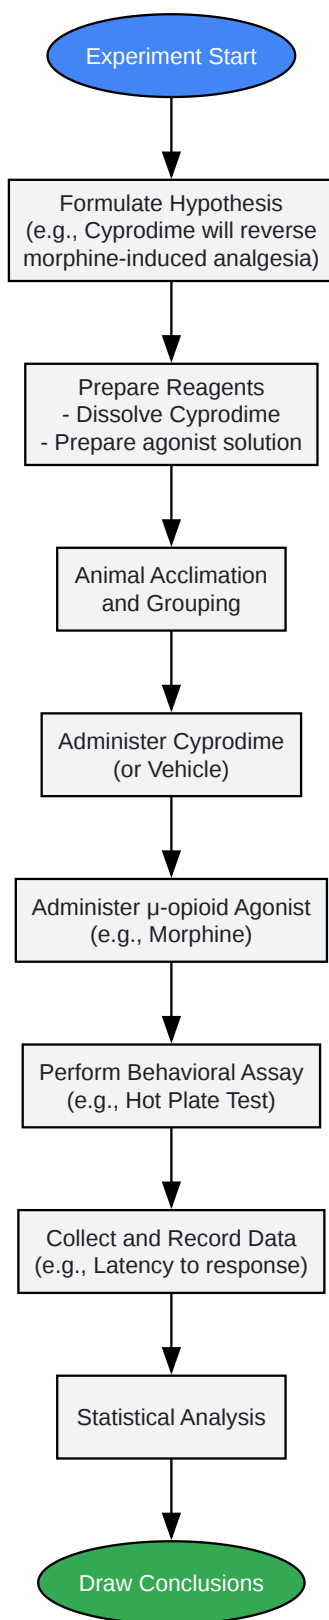 Experiment Start
Formulate Hypothesis
(e.g., Cyprodime will reverse
morphine-induced analgesia)
Prepare Reagents
- Dissolve Cyprodime
- Prepare agonist solution
Animal Acclimation
and Grouping
Administer Cyprodime
(or Vehicle)
Administer μ-opioid Agonist
(e.g., Morphine)
Perform Behavioral Assay
(e.g., Hot Plate Test)
Collect and Record Data
(e.g., Latency to response)
Statistical Analysis
Draw Conclusions